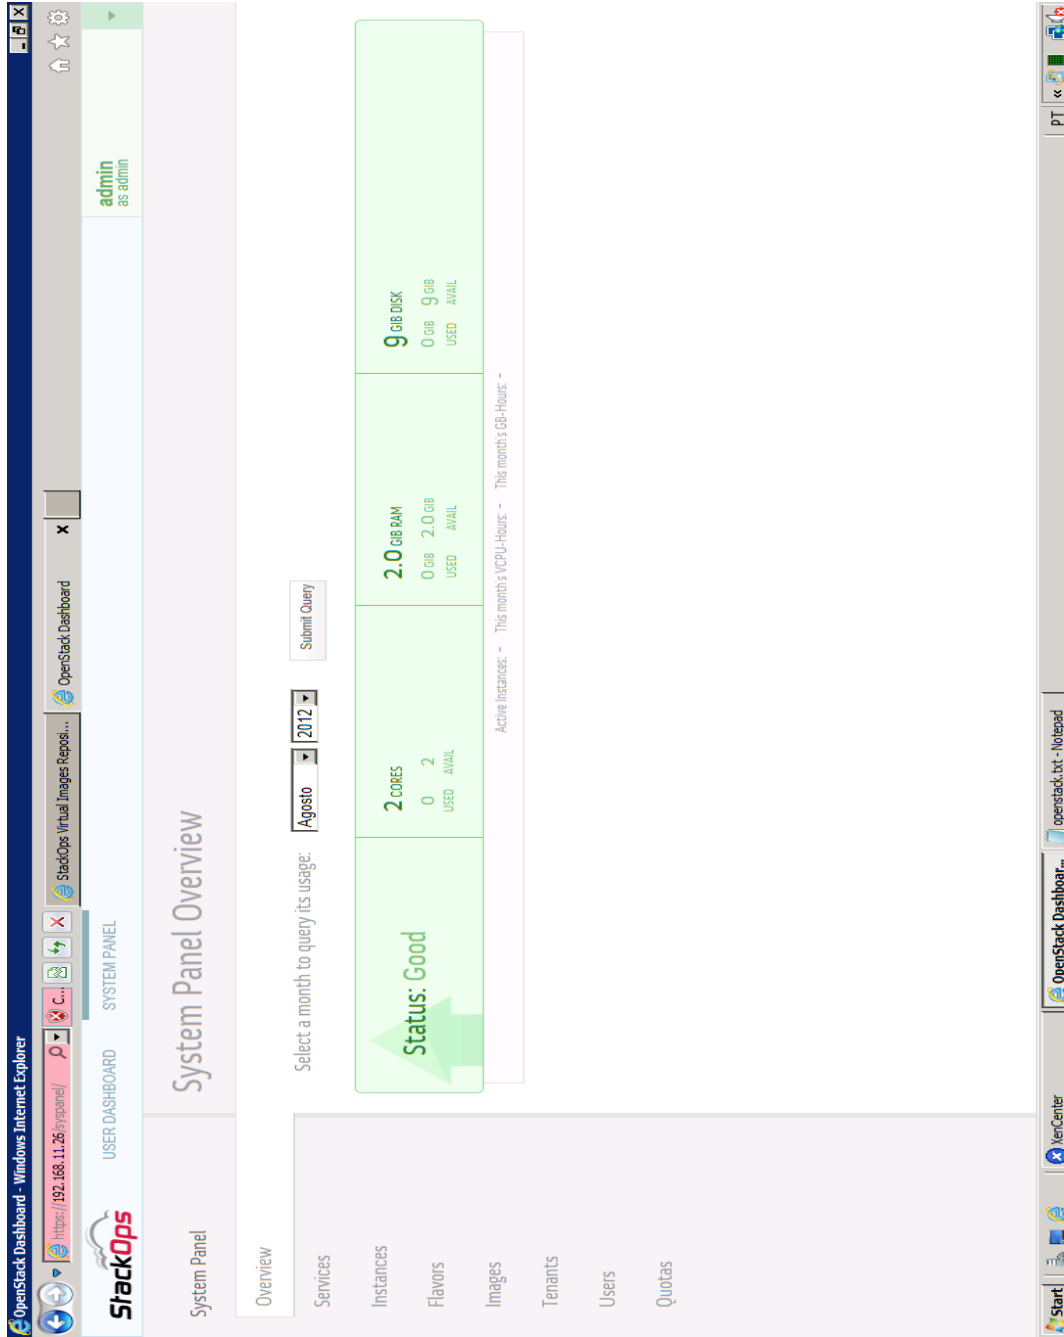 OpenStack Dashboard - Windows Internet Explorer
https://192.168.11.26/syspanel/
C...
StackOps Virtual Images Reposi...
OpenStack Dashboard
StackOps
USER DASHBOARD
SYSTEM PANEL
admin
as admin
System Panel
Overview
Services
Instances
Flavors
Images
Tenants
Users
Quotas
System Panel Overview
Select a month to query its usage:
Agosto
2012
Submit Query
Status: Good
2 CORES
0 2
USED AVAIL
2.0 GIB RAM
0 GIB 2.0 GIB
USED AVAIL
9 GIB DISK
0 GIB 9 GIB
USED AVAIL
Active Instances: - This month's VCPU-Hours: - This month's GB-Hours: -
Start
XenCenter
OpenStack Dashboar...
openstack.txt - Notepad
PT